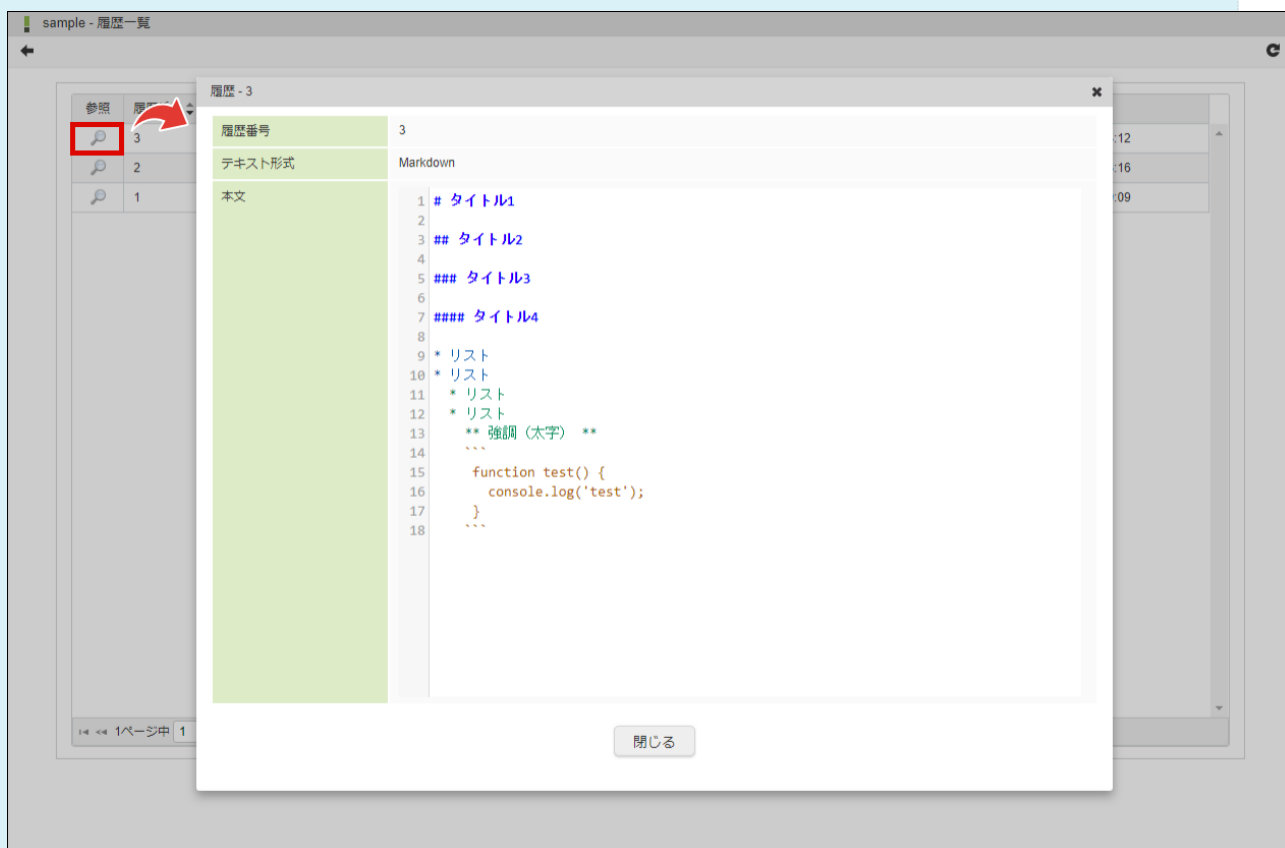 sample - 履歴一覧
履歴 - 3
参照
履歴番号 3
3 :12
テキスト形式 Markdown
2 :16
本文
1 :09
1 # タイトル1
2
3 ## タイトル2
4
5 ### タイトル3
6
7 #### タイトル4
8
9 * リスト
10 * リスト
11 * リスト
12 * リスト
13 ** 強調（太字） **
14 ```
15 function test() {
16 console.log('test');
17 }
18 ```
1ページ中 1
閉じる